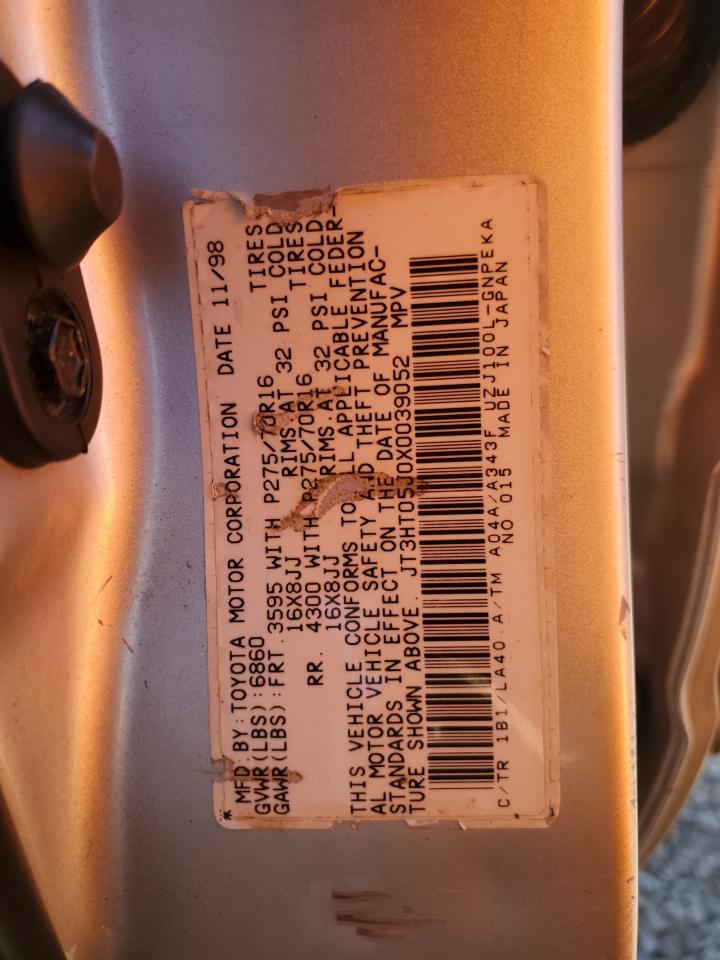 MFD. BY: TOYOTA MOTOR CORPORATION DATE 11/98
GVWR(LBS): 6860
GAWR(LBS): FRT. 3595 WITH P275/70R16 TIRES
16X8JJ RIMS AT 32 PSI COLD
RR. 4300 WITH P275/70R16 TIRES
16X8JJ RIMS AT 32 PSI COLD
THIS VEHICLE CONFORMS TO ALL APPLICABLE FEDER-
AL MOTOR VEHICLE SAFETY AND THEFT PREVENTION
STANDARDS IN EFFECT ON THE DATE OF MANUFAC-
TURE SHOWN ABOVE. JT3HT05J0X0039052 MPV
C/TR 1B1/LA40 A/TM A04A/A343F UZJ100L-GNPEKA
NO.015 MADE IN JAPAN